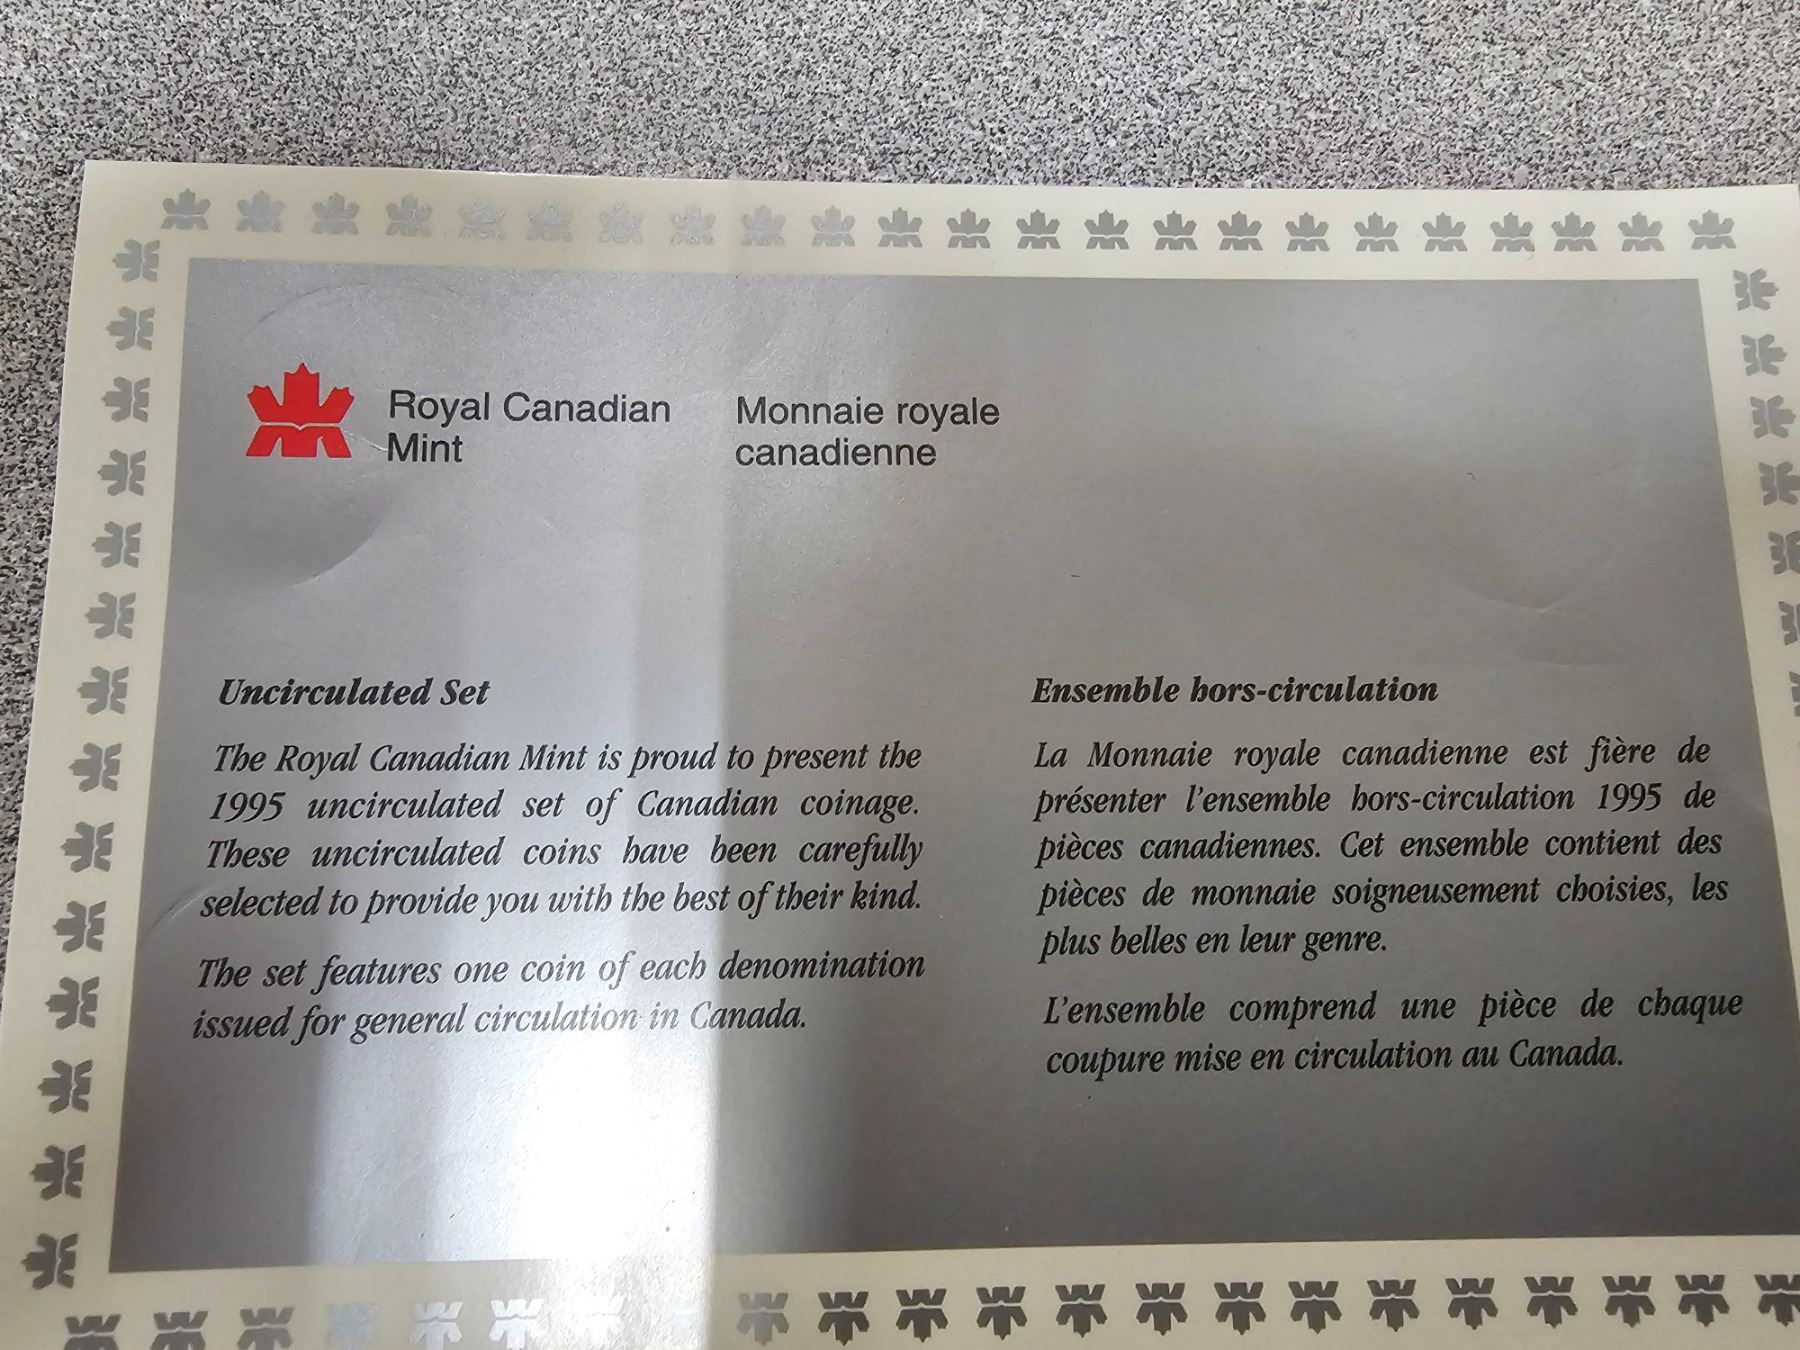 Royal Canadian
Mint
Monnaie royale
canadienne
Uncirculated Set
The Royal Canadian Mint is proud to present the
1995 uncirculated set of Canadian coinage.
These uncirculated coins have been carefully
selected to provide you with the best of their kind.
The set features one coin of each denomination
issued for general circulation in Canada.
Ensemble hors-circulation
La Monnaie royale canadienne est fière de
présenter l'ensemble hors-circulation 1995 de
pièces canadiennes. Cet ensemble contient des
pièces de monnaie soigneusement choisies, les
plus belles en leur genre.
L'ensemble comprend une pièce de chaque
coupure mise en circulation au Canada.